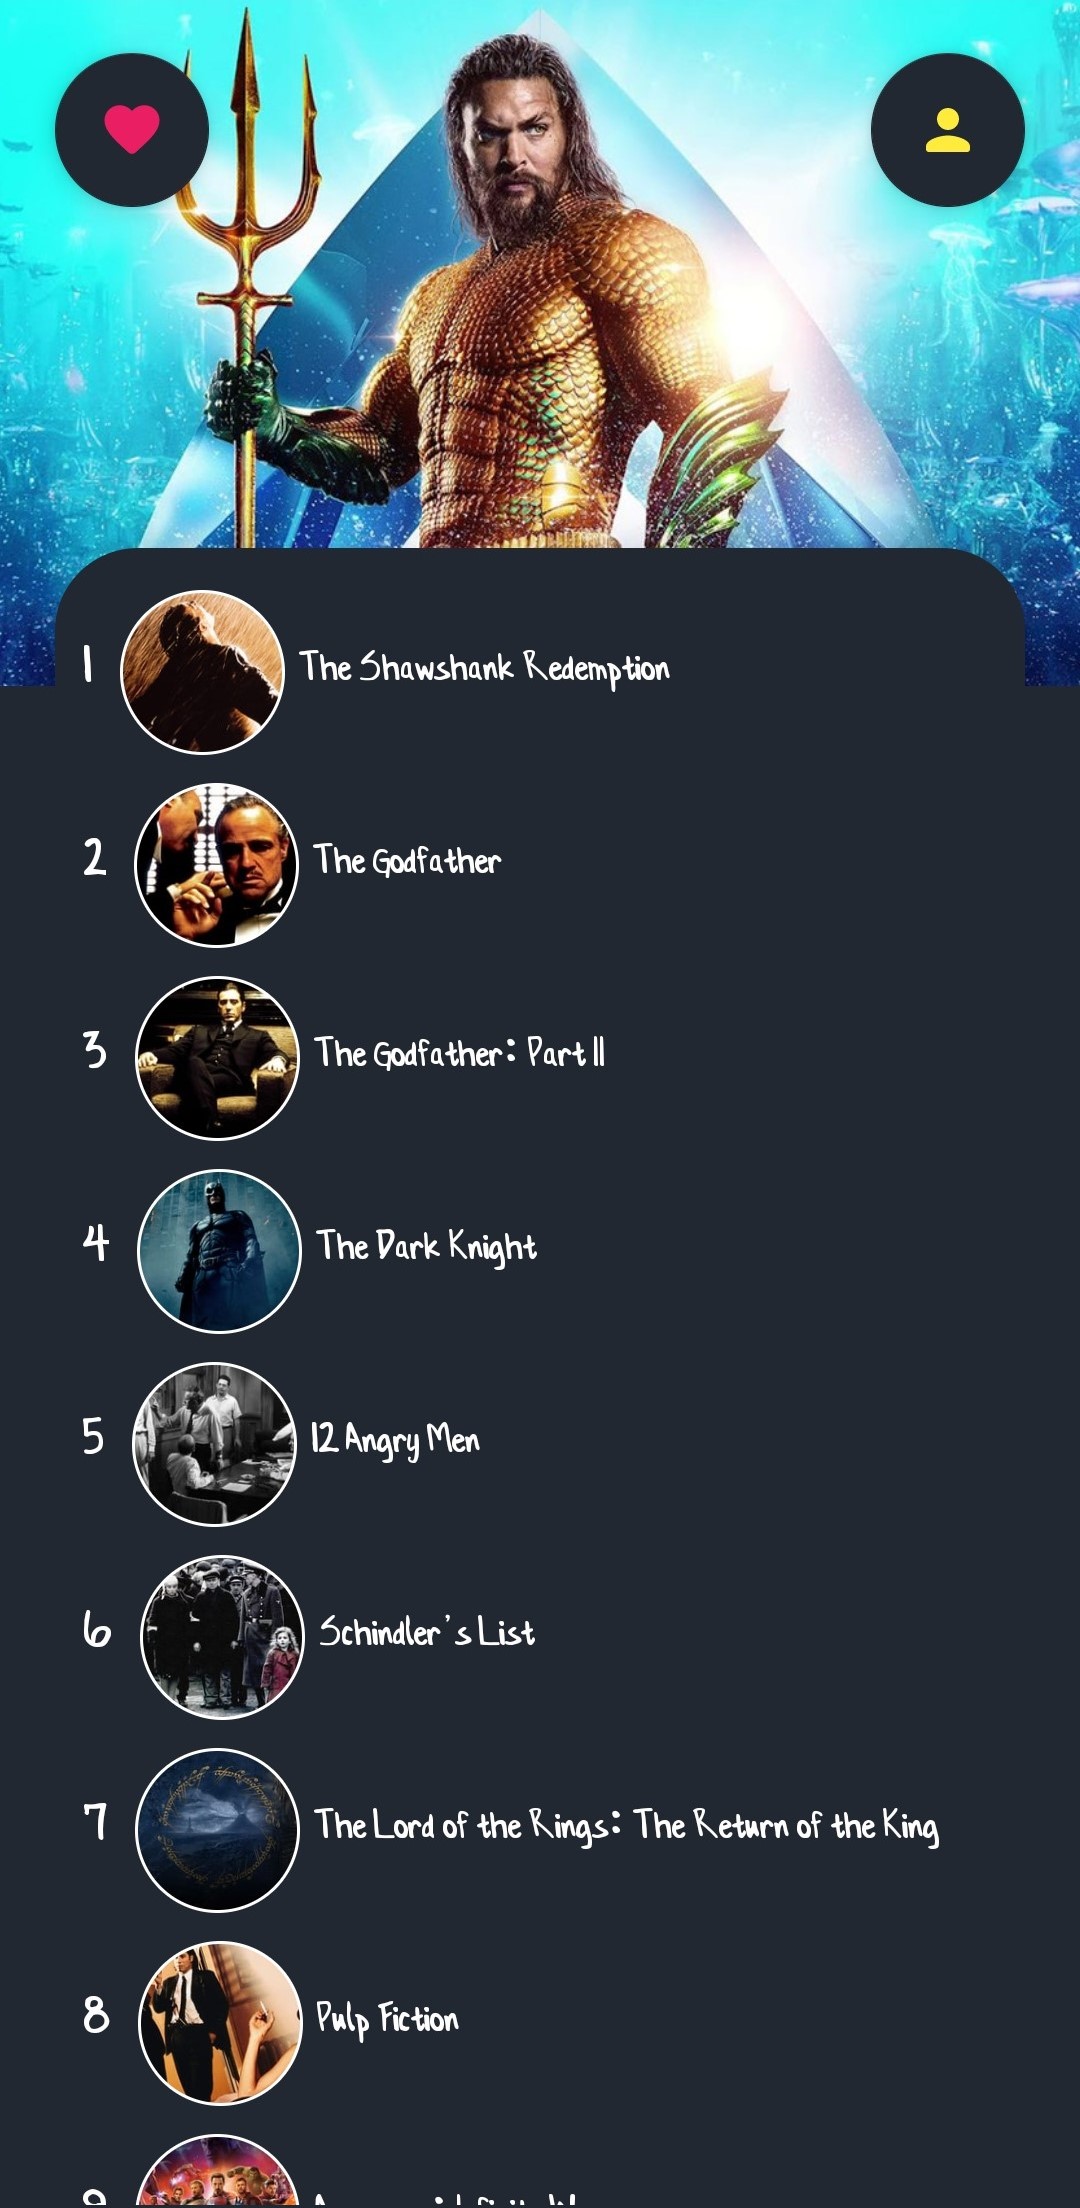 1 The Shawshank Redemption
2 The Godfather
3 The Godfather: Part II
4 The Dark Knight
5 12 Angry Men
6 Schindler's List
7 The Lord of the Rings: The Return of the King
8 Pulp Fiction
9